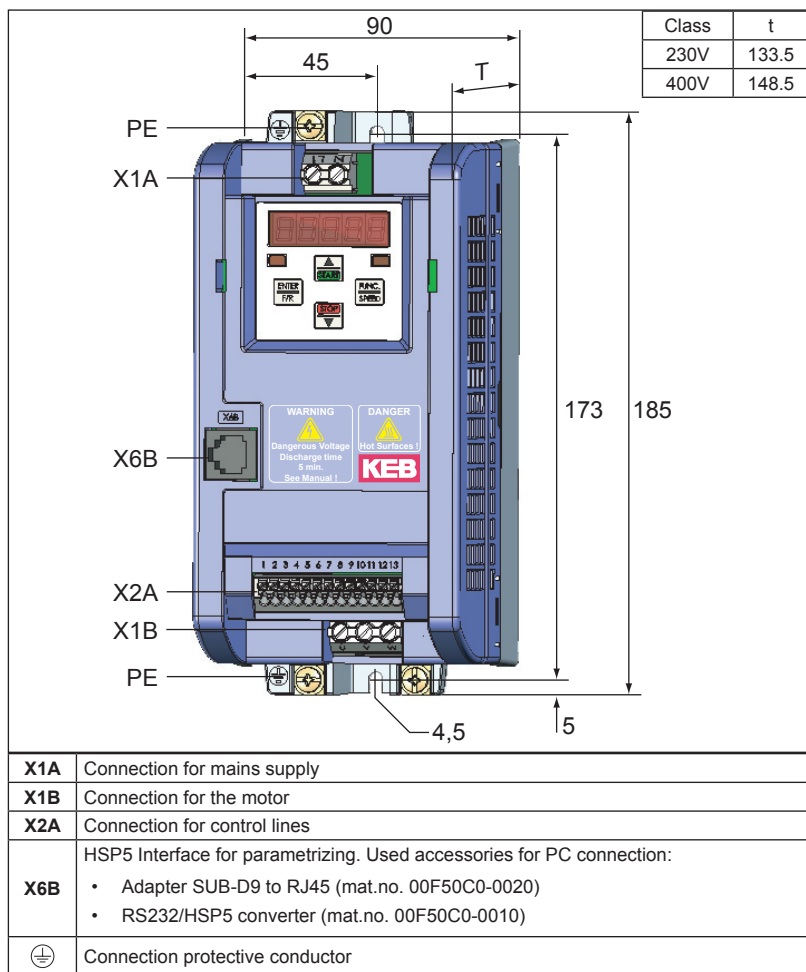 90
Class t
230V 133.5
400V 148.5
45
T
PE
X1A
START
ENTER
F/R
FUNC.
SPEED
STOP
173
185
X6B
X6B
WARNING
Dangerous Voltage
Discharge time
5 min.
See Manual !
DANGER
Hot Surfaces !
KEB
1 2 3 4 5 6 7 8 9 10 11 12 13
X2A
X1B
PE
4,5
5
X1A Connection for mains supply
X1B Connection for the motor
X2A Connection for control lines
X6B HSP5 Interface for parametrizing. Used accessories for PC connection:
• Adapter SUB-D9 to RJ45 (mat.no. 00F50C0-0020)
• RS232/HSP5 converter (mat.no. 00F50C0-0010)
Connection protective conductor